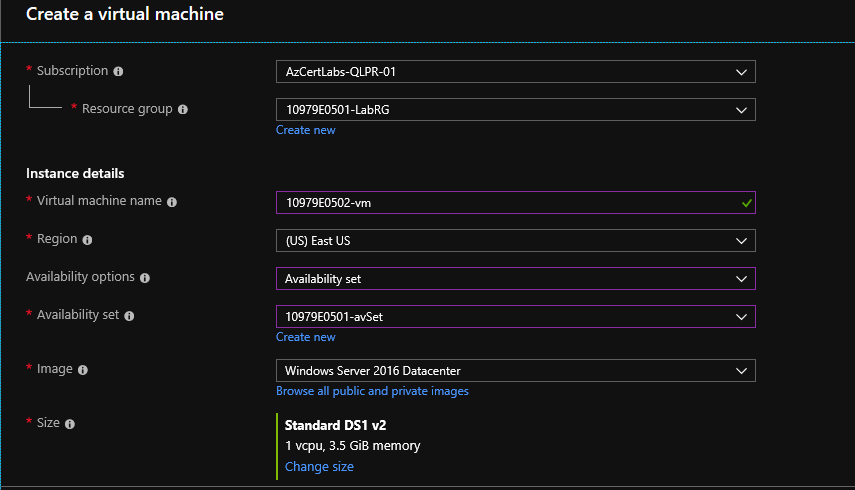 Create a virtual machine
* Subscription
AzCertLabs-QLPR-01
* Resource group
10979E0501-LabRG
Create new
Instance details
* Virtual machine name
10979E0502-vm
* Region
(US) East US
Availability options
Availability set
* Availability set
10979E0501-avSet
Create new
* Image
Windows Server 2016 Datacenter
Browse all public and private images
* Size
Standard DS1 v2
1 vcpu, 3.5 GiB memory
Change size